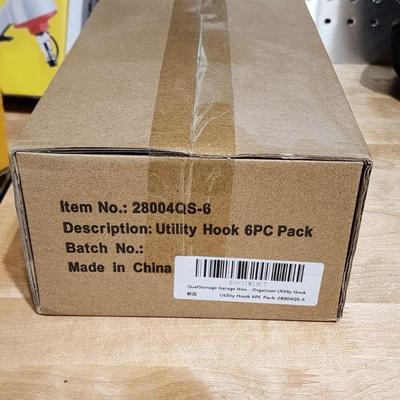 Item No.: 28004QS-6
Description: Utility Hook 6PC Pack
Batch No.:
Made in China
QualStorage Garage Hoo... Organizer Utility Hook
Utility Hook 6PC Pack-28004QS-6